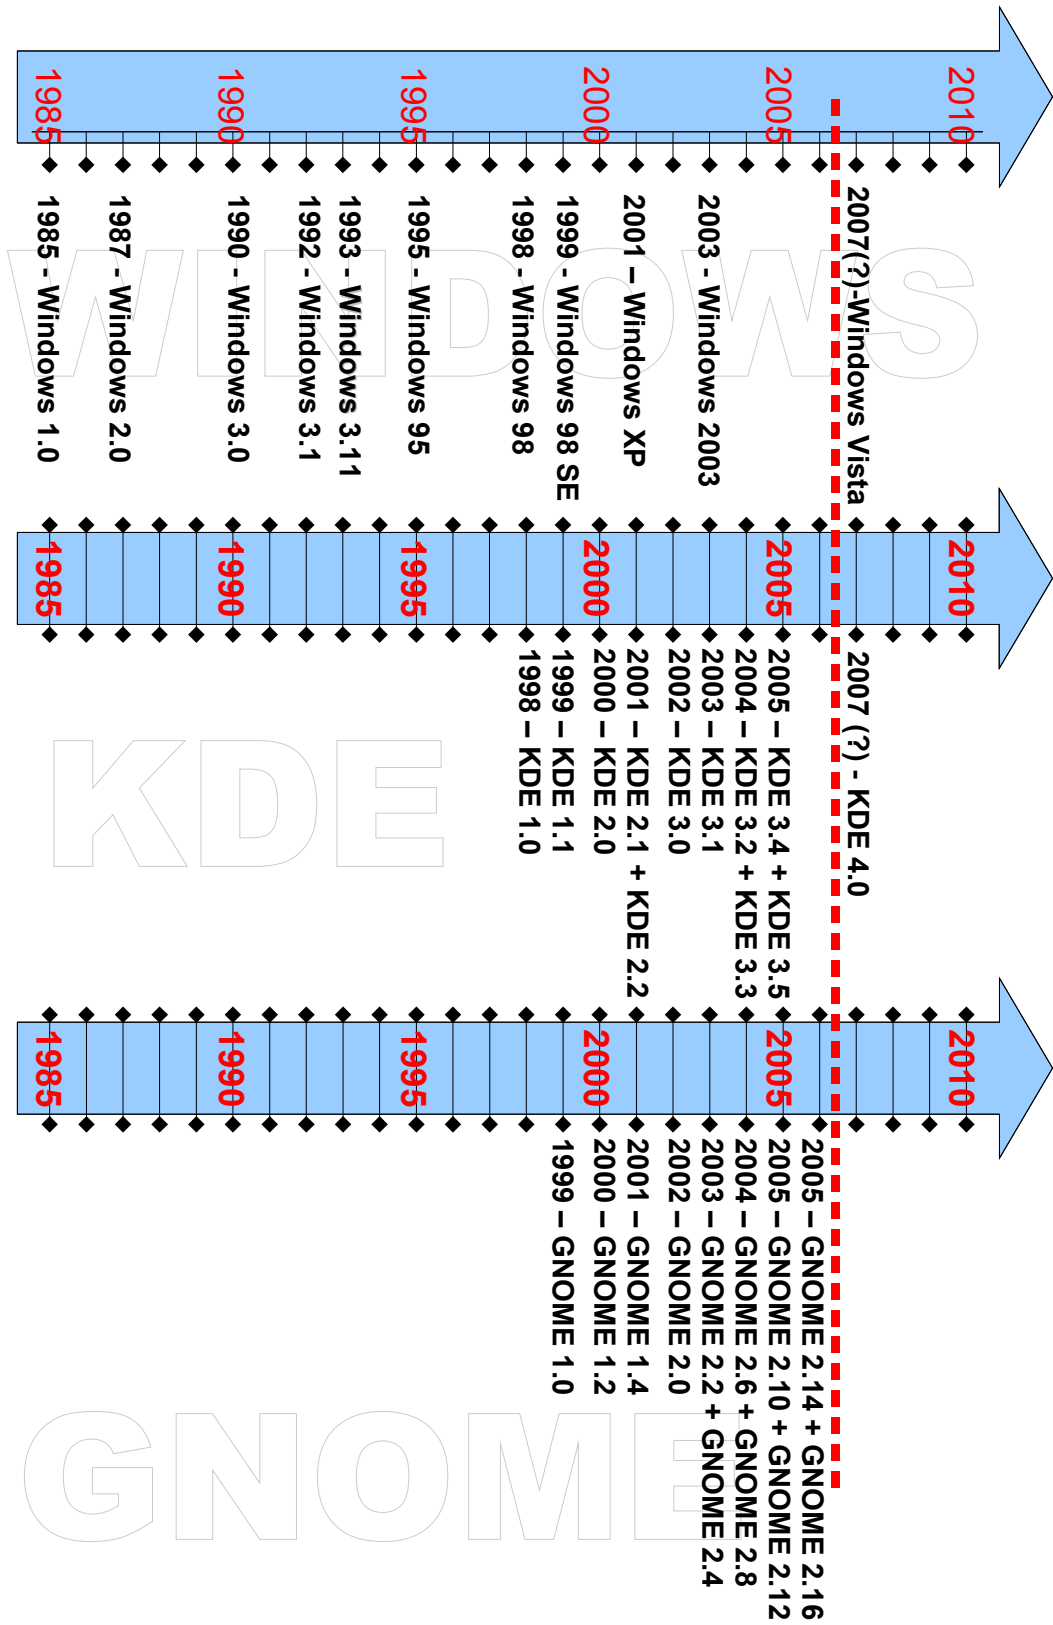 1985
1990
1995
2000
2005
2010
WINDOWS
1985 - Windows 1.0
1987 - Windows 2.0
1990 - Windows 3.0
1992 - Windows 3.1
1993 - Windows 3.11
1995 - Windows 95
1998 - Windows 98
1999 - Windows 98 SE
2001 – Windows XP
2003 - Windows 2003
2007(?)-Windows Vista
1985
1990
1995
2000
2005
2010
KDE
1998 – KDE 1.0
1999 – KDE 1.1
2000 – KDE 2.0
2001 – KDE 2.1 + KDE 2.2
2002 – KDE 3.0
2003 – KDE 3.1
2004 – KDE 3.2 + KDE 3.3
2005 – KDE 3.4 + KDE 3.5
2007 (?) - KDE 4.0
1985
1990
1995
2000
2005
2010
GNOME
1999 – GNOME 1.0
2000 – GNOME 1.2
2001 – GNOME 1.4
2002 – GNOME 2.0
2003 – GNOME 2.2 + GNOME 2.4
2004 – GNOME 2.6 + GNOME 2.8
2005 – GNOME 2.10 + GNOME 2.12
2005 – GNOME 2.14 + GNOME 2.16